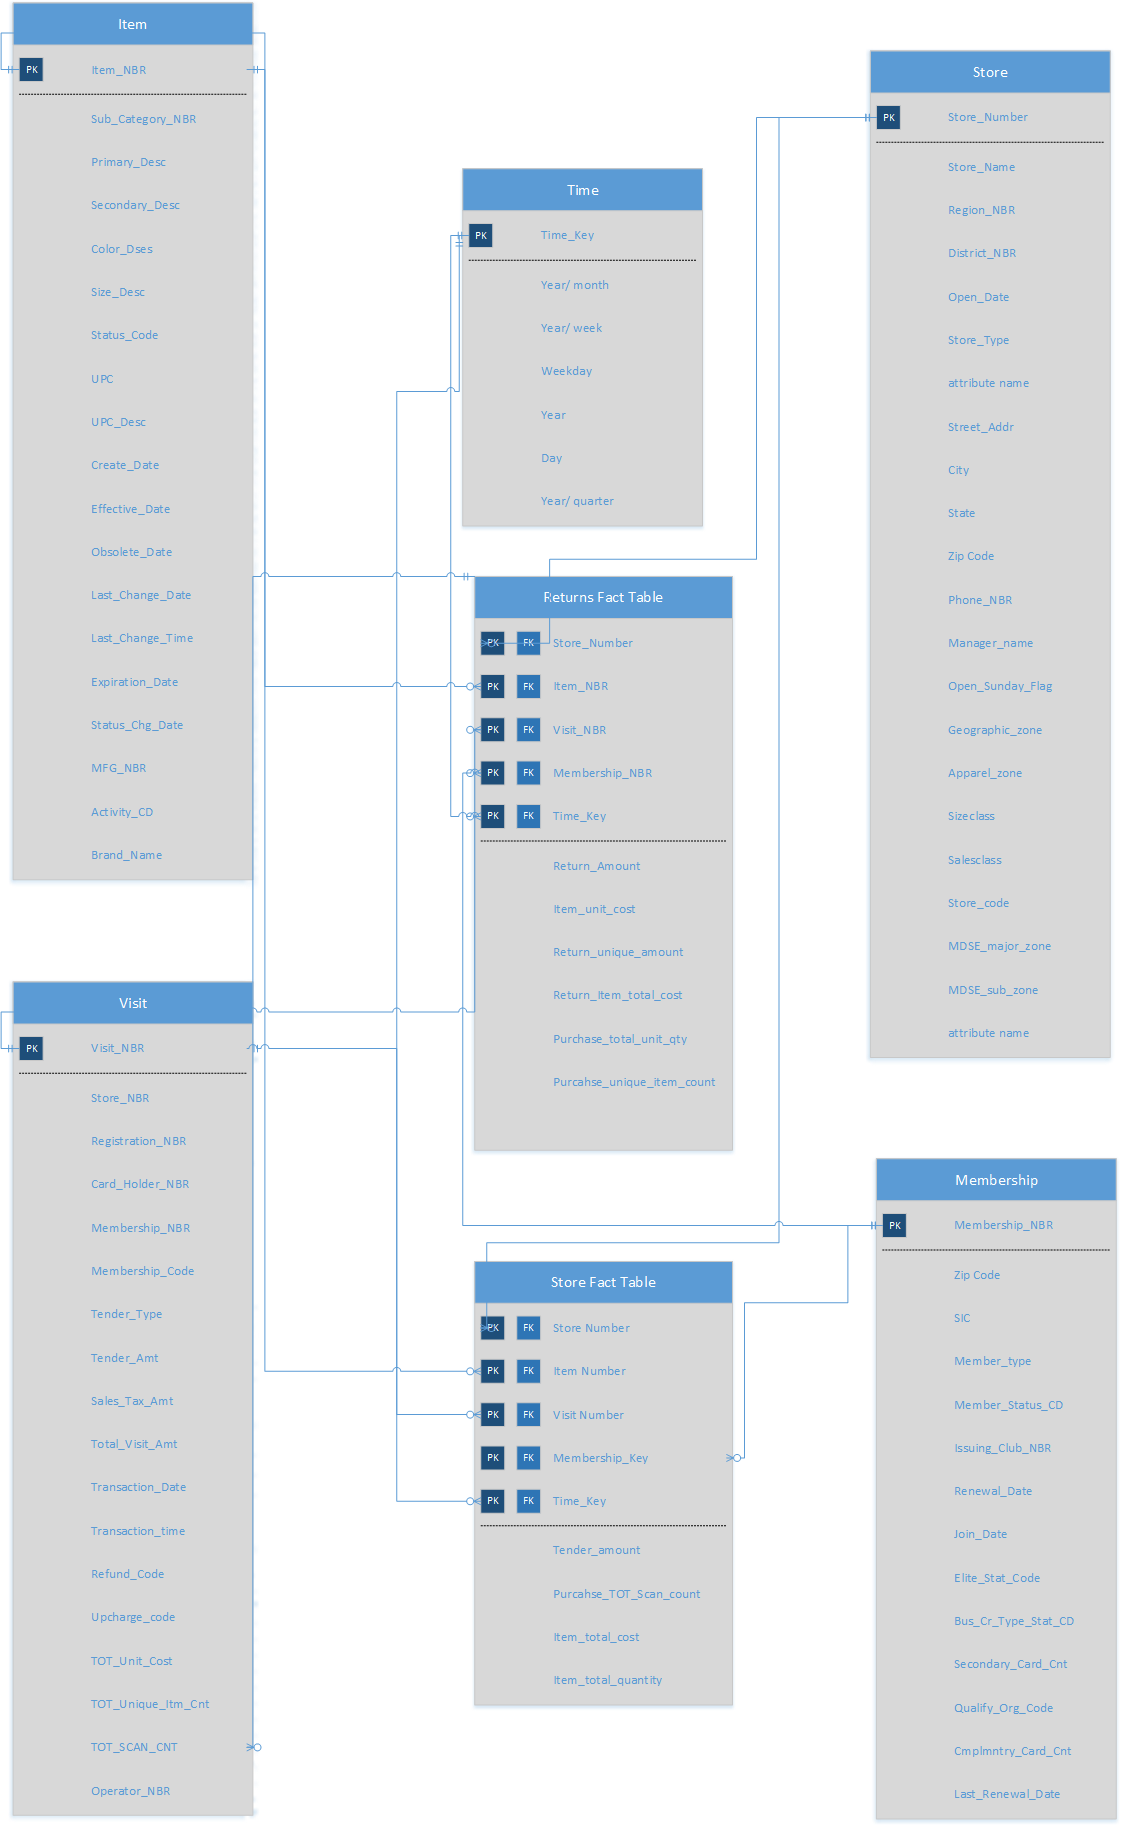 Item
PK Item_NBR
Sub_Category_NBR
Primary_Desc
Secondary_Desc
Color_Dses
Size_Desc
Status_Code
UPC
UPC_Desc
Create_Date
Effective_Date
Obsolete_Date
Last_Change_Date
Last_Change_Time
Expiration_Date
Status_Chg_Date
MFG_NBR
Activity_CD
Brand_Name
Visit
PK Visit_NBR
Store_NBR
Registration_NBR
Card_Holder_NBR
Membership_NBR
Membership_Code
Tender_Type
Tender_Amt
Sales_Tax_Amt
Total_Visit_Amt
Transaction_Date
Transaction_time
Refund_Code
Upcharge_code
TOT_Unit_Cost
TOT_Unique_Itm_Cnt
TOT_SCAN_CNT
Operator_NBR
Time
PK Time_Key
Year/ month
Year/ week
Weekday
Year
Day
Year/ quarter
Returns Fact Table
PK FK Store_Number
PK FK Item_NBR
PK FK Visit_NBR
PK FK Membership_NBR
PK FK Time_Key
Return_Amount
Item_unit_cost
Return_unique_amount
Return_Item_total_cost
Purchase_total_unit_qty
Purcahse_unique_item_count
Store Fact Table
PK FK Store Number
PK FK Item Number
PK FK Visit Number
PK FK Membership_Key
PK FK Time_Key
Tender_amount
Purcahse_TOT_Scan_count
Item_total_cost
Item_total_quantity
Store
PK Store_Number
Store_Name
Region_NBR
District_NBR
Open_Date
Store_Type
attribute name
Street_Addr
City
State
Zip Code
Phone_NBR
Manager_name
Open_Sunday_Flag
Geographic_zone
Apparel_zone
Sizeclass
Salesclass
Store_code
MDSE_major_zone
MDSE_sub_zone
attribute name
Membership
PK Membership_NBR
Zip Code
SIC
Member_type
Member_Status_CD
Issuing_Club_NBR
Renewal_Date
Join_Date
Elite_Stat_Code
Bus_Cr_Type_Stat_CD
Secondary_Card_Cnt
Qualify_Org_Code
Cmplmntry_Card_Cnt
Last_Renewal_Date